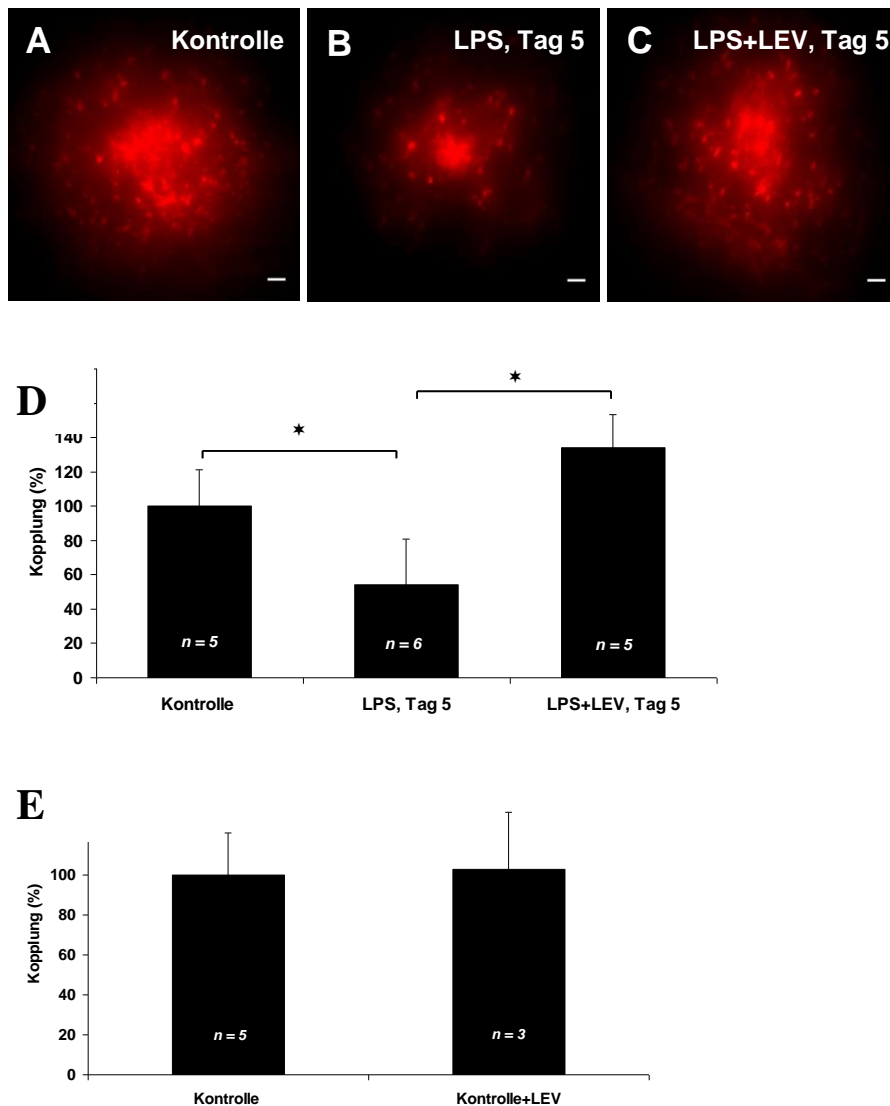 A Kontrolle
B LPS, Tag 5
C LPS+LEV, Tag 5
D
Kopplung (%)
140
120
100
80
60
40
20
0
n = 5
n = 6
n = 5
Kontrolle
LPS, Tag 5
LPS+LEV, Tag 5
E
Kopplung (%)
100
80
60
40
20
0
n = 5
n = 3
Kontrolle
Kontrolle+LEV